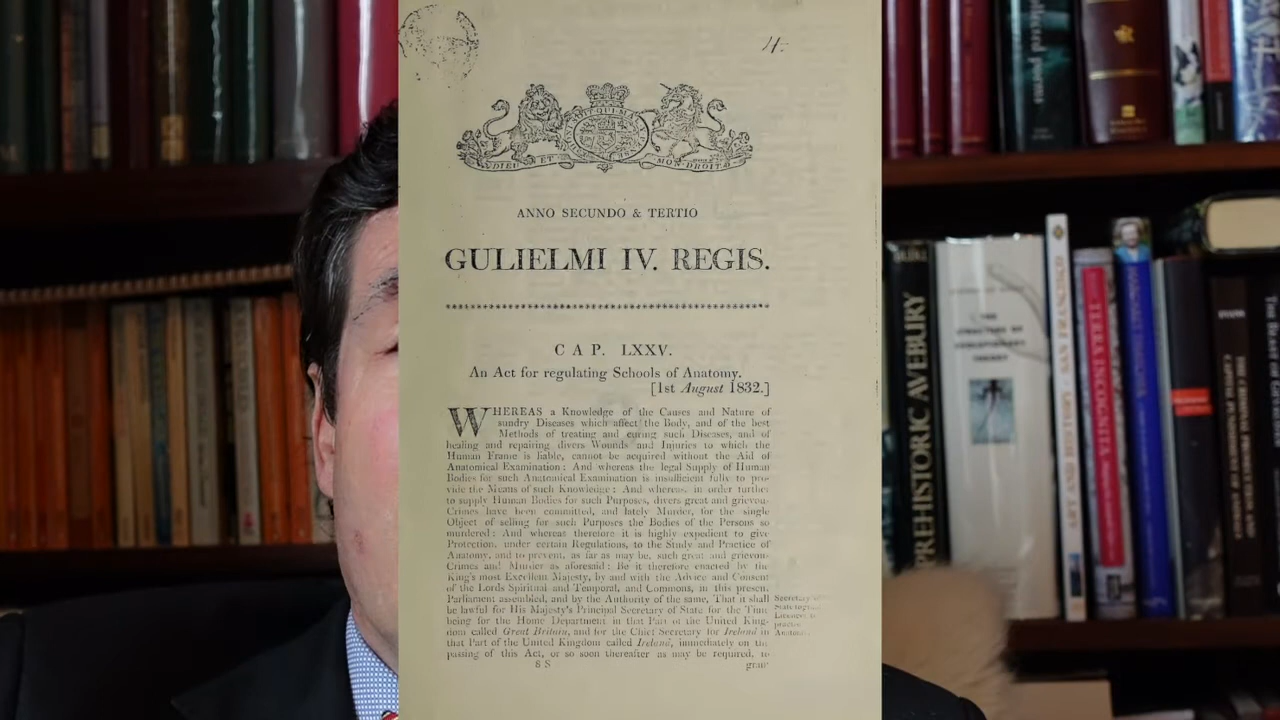 4-
DIEU ET MON DROIT
ANNO SECUNDO & TERTIO
GULIELMI IV. REGIS.
CAP. LXXV.
An Act for regulating Schools of Anatomy.
[1st August 1832.]
WHEREAS a Knowledge of the Causes and Nature of
sundry Diseases which affect the Body, and of the best
Methods of treating and curing such Diseases, and of
healing and repairing divers Wounds and Injuries to which the
Human Frame is liable, cannot be acquired without the Aid of
Anatomical Examination: And whereas the legal Supply of Human
Bodies for such Anatomical Examination is insufficient fully to pro-
vide the Means of such Knowledge: And whereas, in order further
to supply Human Bodies for such Purposes, divers great and grievous
Crimes have been committed, and lately Murder, for the single
Object of selling for such Purposes the Bodies of the Persons so
murdered: And whereas therefore it is highly expedient to give
Protection, under certain Regulations, to the Study and Practice of
Anatomy, and to prevent, as far as may be, such great and grievous
Crimes and Murder as aforesaid: Be it therefore enacted by the
King's most Excellent Majesty, by and with the Advice and Consent
of the Lords Spiritual and Temporal, and Commons, in this present
Parliament assembled, and by the Authority of the same, That it shall
be lawful for His Majesty's Principal Secretary of State for the Time
being for the Home Department in that Part of the United King-
dom called Great Britain, and for the Chief Secretary for Ireland in
that Part of the United Kingdom called Ireland, immediately on the
passing of this Act, or so soon thereafter as may be required, to
8 S
gran
Secretary of
State
collected poems
PREHISTORIC AVEBURY
THE
STRUCTURE OF
EVOLUTIONARY
THEORY
TERRA INCOGNITA